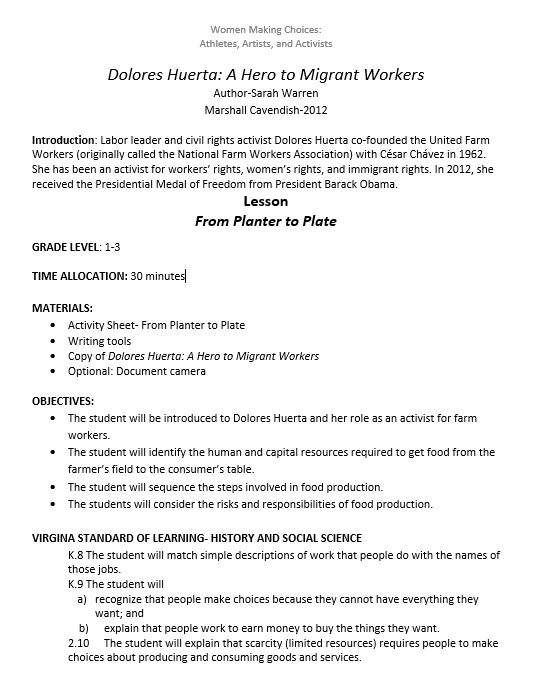 Women Making Choices:
Athletes, Artists, and Activists
Dolores Huerta: A Hero to Migrant Workers
Author-Sarah Warren
Marshall Cavendish-2012
Introduction: Labor leader and civil rights activist Dolores Huerta co-founded the United Farm
Workers (originally called the National Farm Workers Association) with César Chávez in 1962.
She has been an activist for workers’ rights, women’s rights, and immigrant rights. In 2012, she
received the Presidential Medal of Freedom from President Barack Obama.
Lesson
From Planter to Plate
GRADE LEVEL: 1-3
TIME ALLOCATION: 30 minutes
MATERIALS:
• Activity Sheet- From Planter to Plate
• Writing tools
• Copy of Dolores Huerta: A Hero to Migrant Workers
• Optional: Document camera
OBJECTIVES:
• The student will be introduced to Dolores Huerta and her role as an activist for farm
workers.
• The student will identify the human and capital resources required to get food from the
farmer’s field to the consumer’s table.
• The student will sequence the steps involved in food production.
• The students will consider the risks and responsibilities of food production.
VIRGINA STANDARD OF LEARNING- HISTORY AND SOCIAL SCIENCE
K.8 The student will match simple descriptions of work that people do with the names of
those jobs.
K.9 The student will
a) recognize that people make choices because they cannot have everything they
want; and
b) explain that people work to earn money to buy the things they want.
2.10 The student will explain that scarcity (limited resources) requires people to make
choices about producing and consuming goods and services.